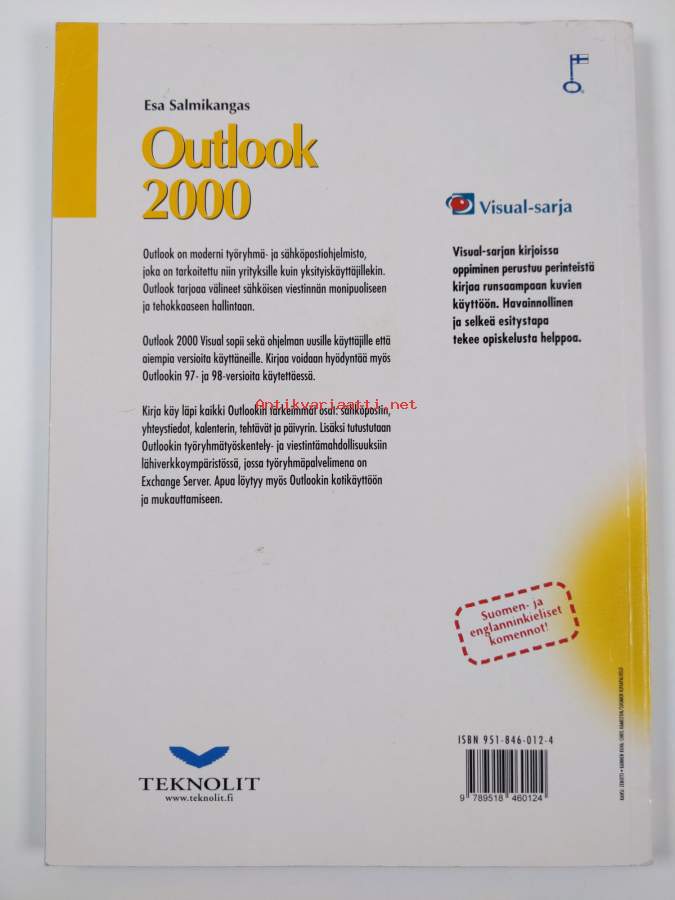 Esa Salmikangas
Outlook
2000
Outlook on moderni työryhmä- ja sähköpostiohjelmisto,
joka on tarkoitettu niin yrityksille kuin yksityiskäyttäjillekin.
Outlook tarjoaa välineet sähköisen viestinnän monipuoliseen
ja tehokkaaseen hallintaan.
Outlook 2000 Visual sopii sekä ohjelman uusille käyttäjille että
aiempia versioita käyttäneille. Kirjaa voidaan hyödyntää myös
Outlookin 97- ja 98-versioita käytettäessä.
Antikvariaatti.net
Kirja käy läpi kaikki Outlookin tärkeimmät osat: sähköpostin,
yhteystiedot, kalenterin, tehtävät ja päivyrin. Lisäksi tutustutaan
Outlookin työryhmätyöskentely- ja viestintämahdollisuuksiin
lähiverkkoympäristössä, jossa työryhmäpalvelimena on
Exchange Server. Apua löytyy myös Outlookin kotikäyttöön
ja mukauttamiseen.
Visual-sarja
Visual-sarjan kirjoissa
oppiminen perustuu perinteistä
kirjaa runsaampaan kuvien
käyttöön. Havainnollinen
ja selkeä esitystapa
tekee opiskelusta helppoa.
Suomen- ja
englanninkieliset
komennot!
TEKNOLIT
www.teknolit.fi
ISBN 951-846-012-4
9 789518 460124